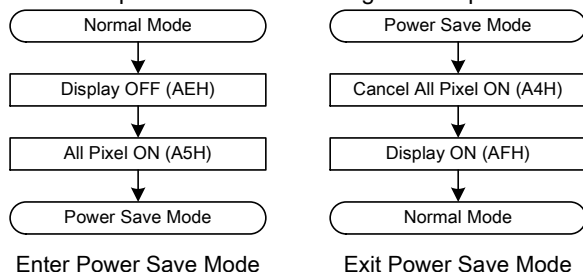 Normal Mode
Display OFF (AEH)
All Pixel ON (A5H)
Power Save Mode
Enter Power Save Mode
Power Save Mode
Cancel All Pixel ON (A4H)
Display ON (AFH)
Normal Mode
Exit Power Save Mode